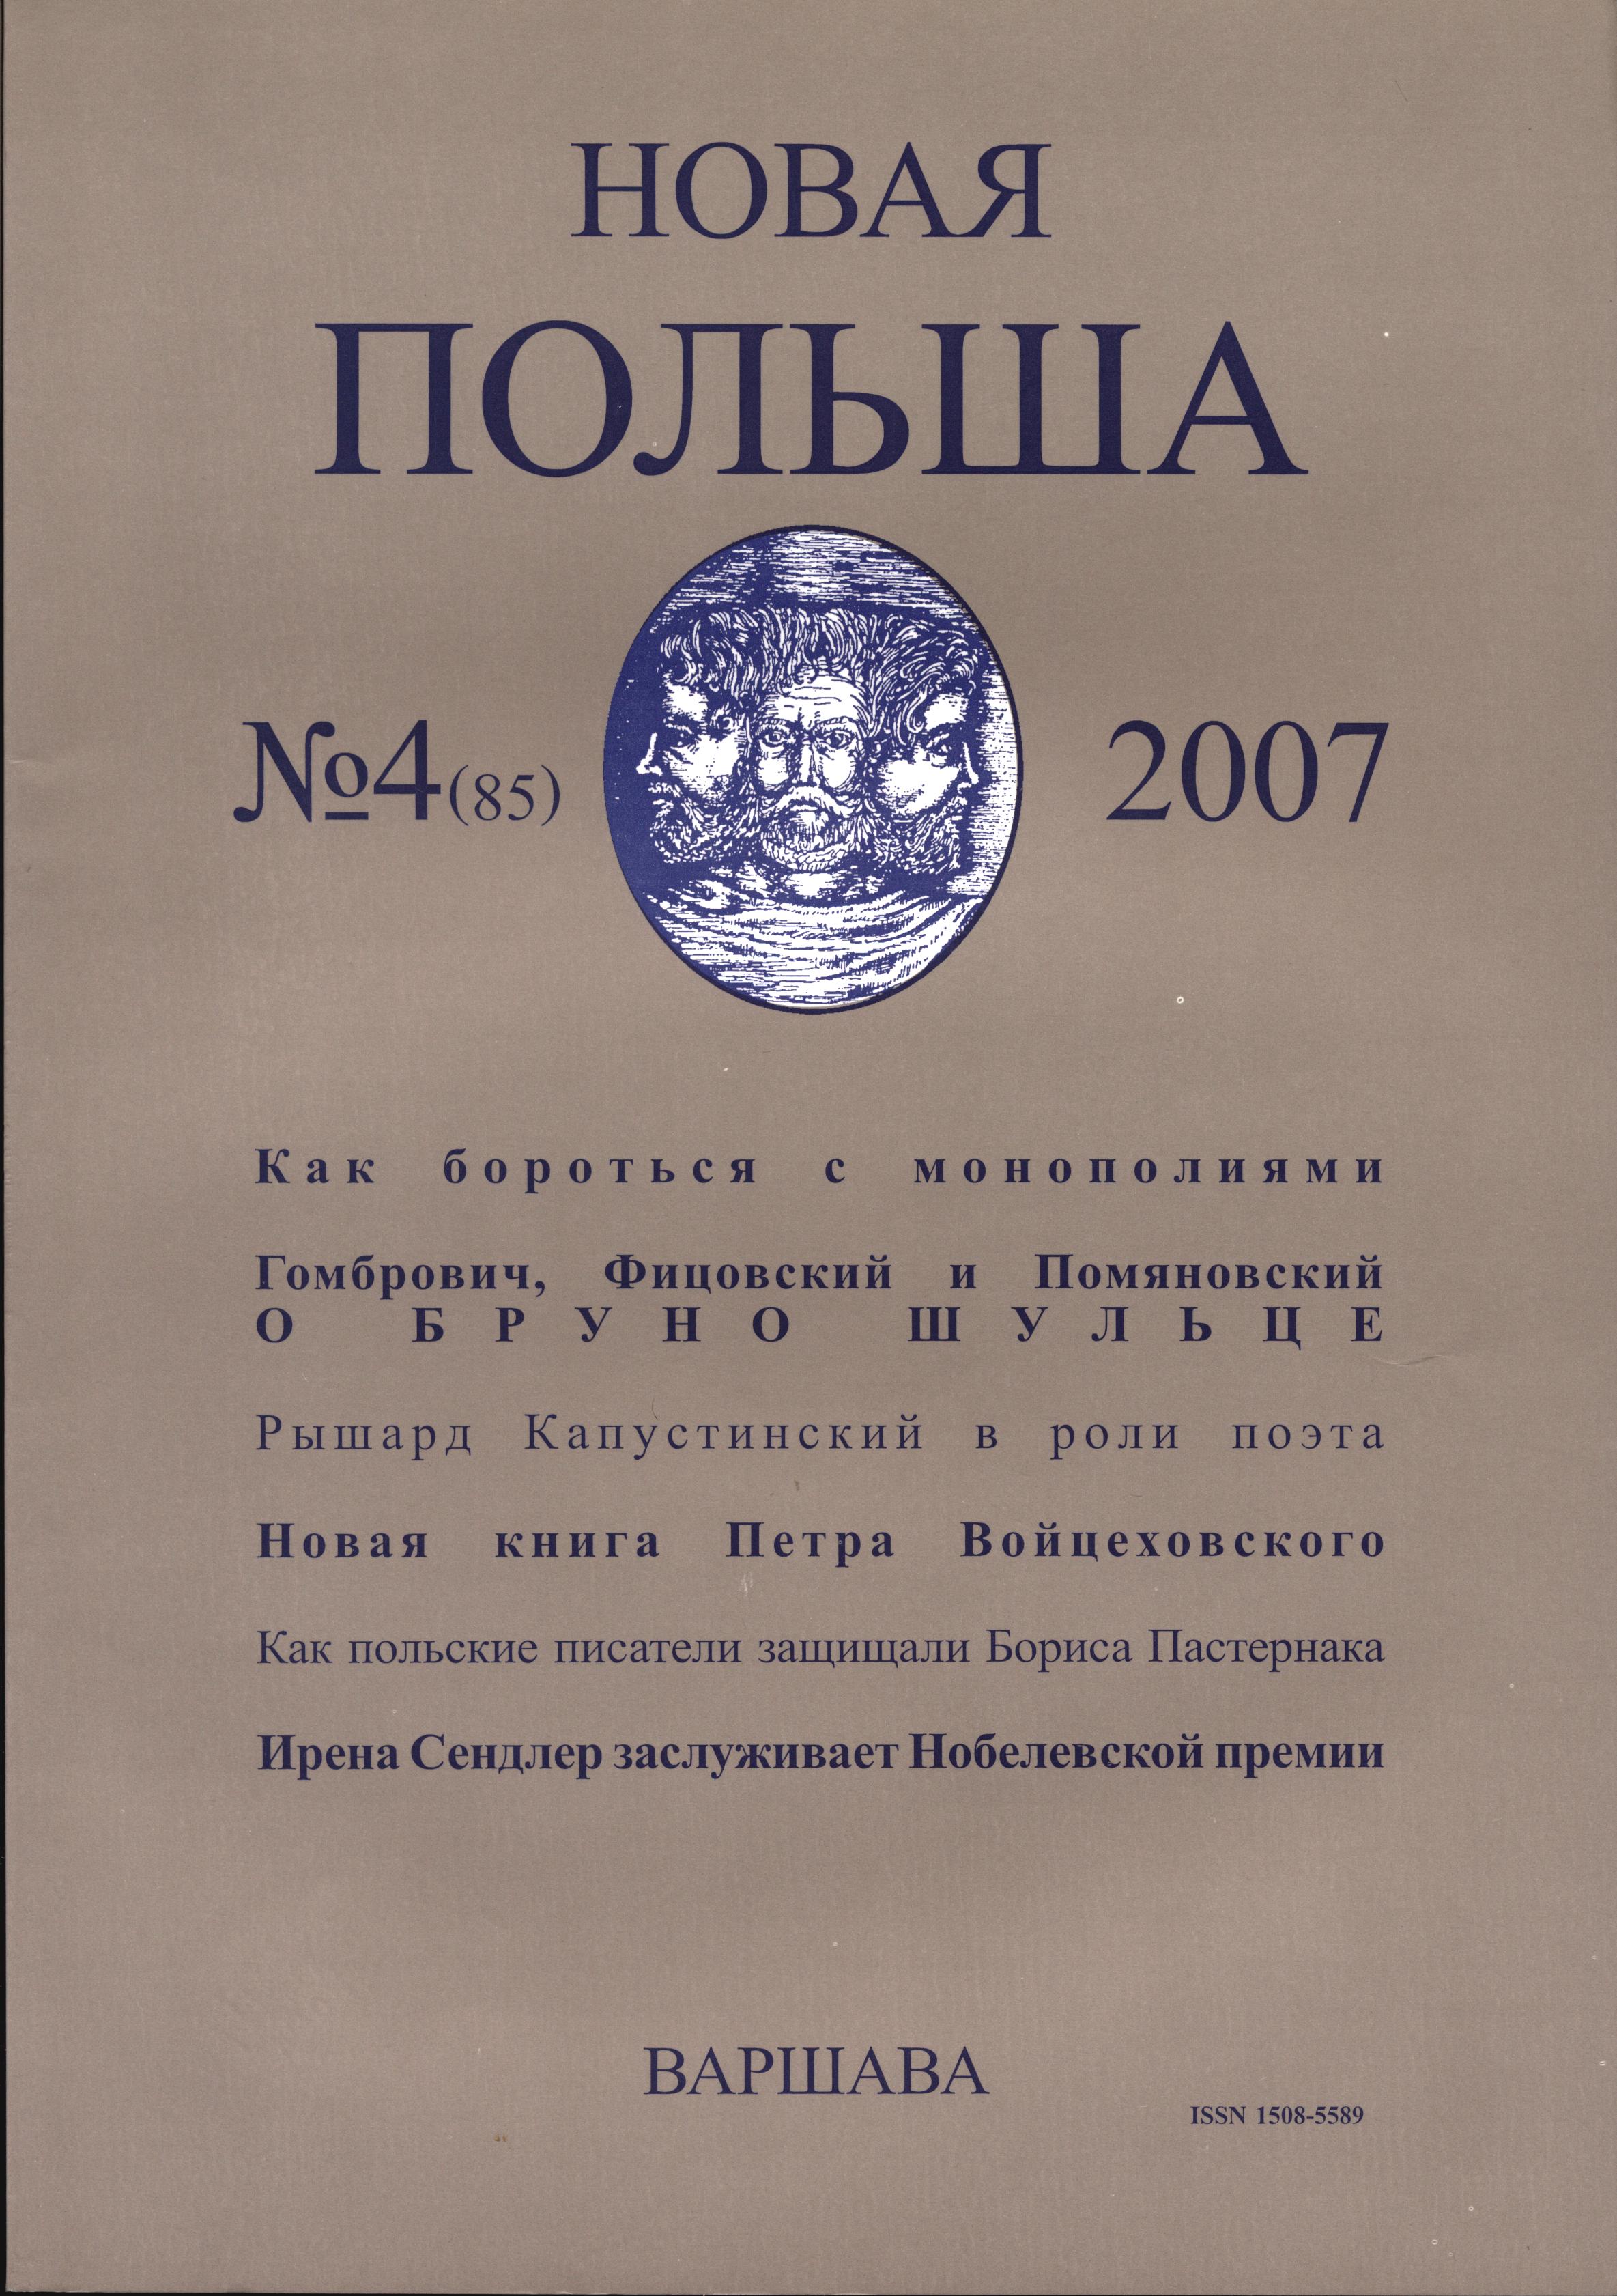 НОВАЯ
ПОЛЬША
№4(85)
2007
Как бороться с монополиями
Гомбрович, Фицовский и Помяновский
О БРУНО ШУЛЬЦЕ
Рышард Капустинский в роли поэта
Новая книга Петра Войцеховского
Как польские писатели защищали Бориса Пастернака
Ирена Сендлер заслуживает Нобелевской премии
ВАРШАВА
ISSN 1508-5589